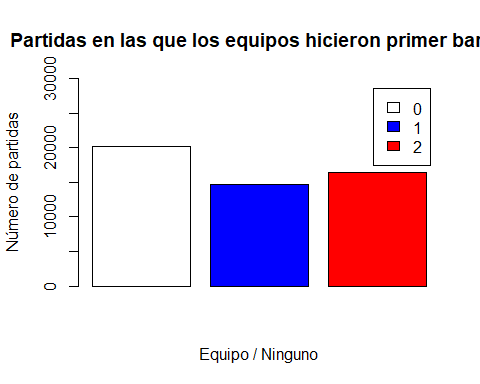 Partidas en las que los equipos hicieron primer
30000
20000
10000
0
Número de partidas
0
1
2
Equipo / Ninguno